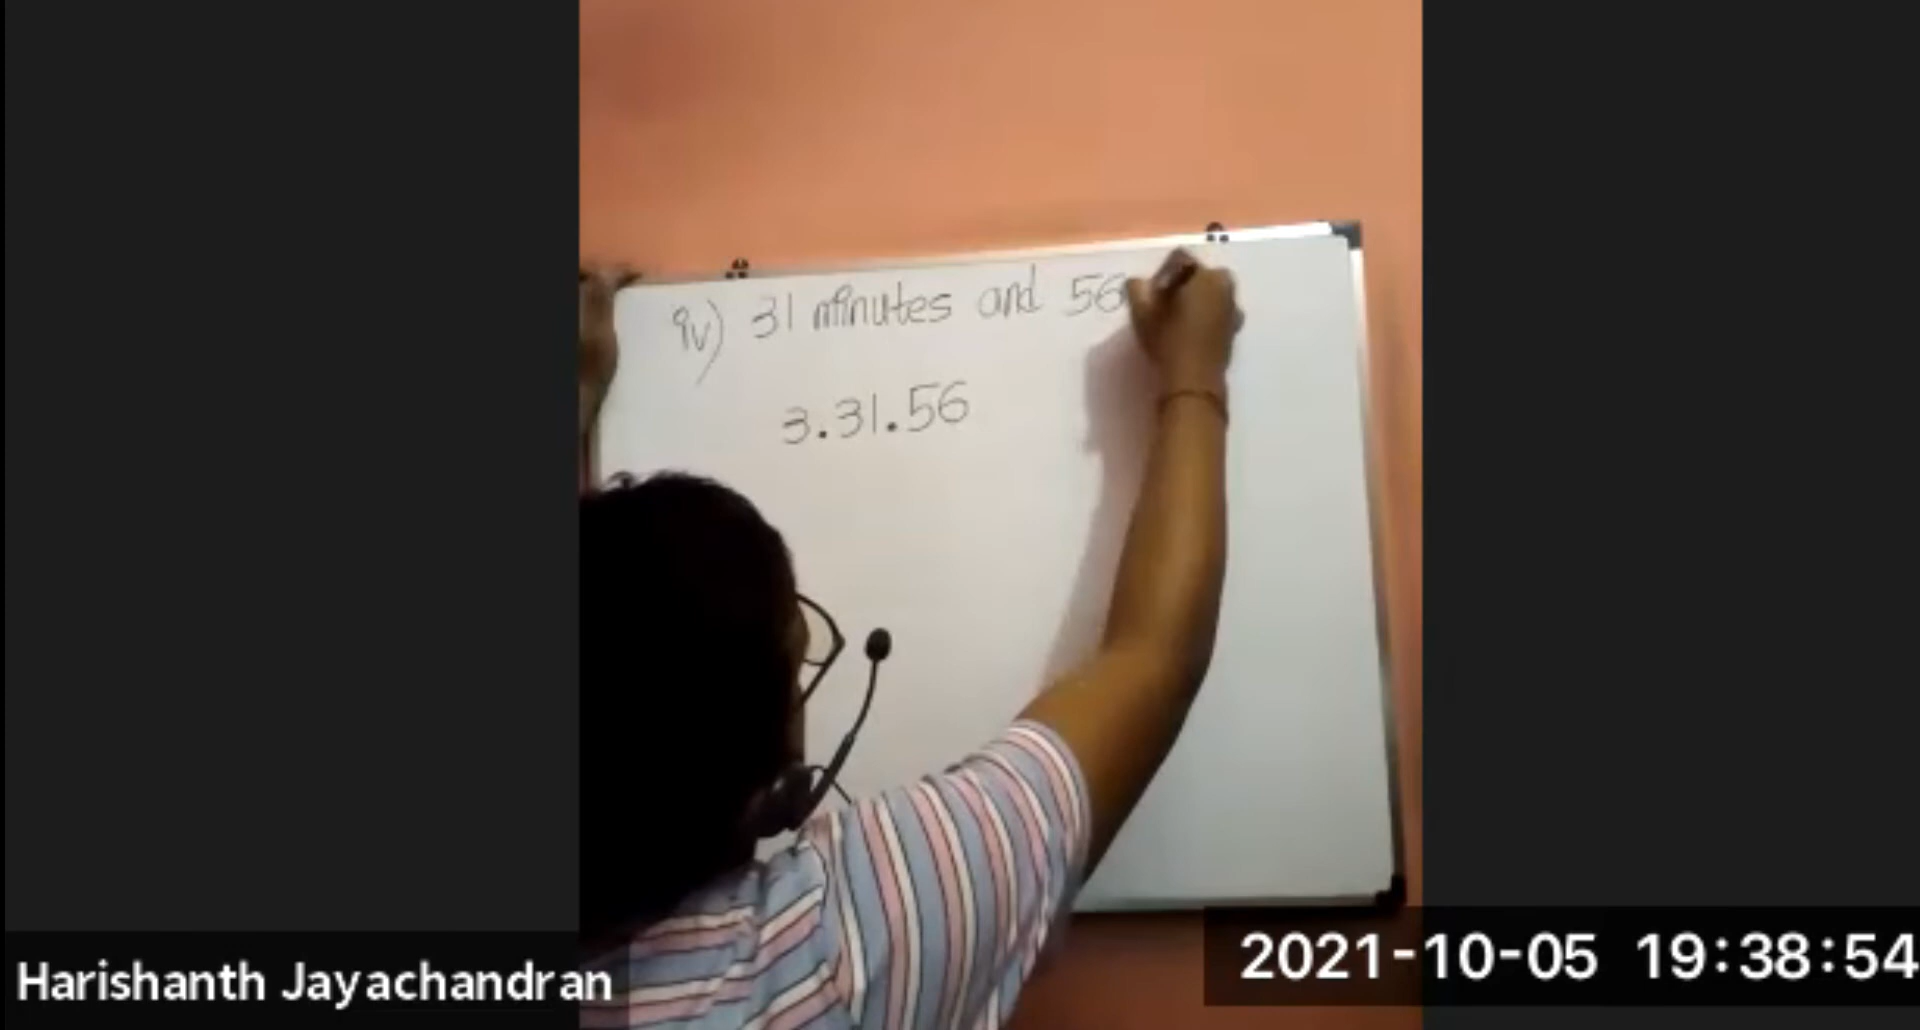 iv) 31 minutes and 56
3.31.56
Harishanth Jayachandran
2021-10-05 19:38:54